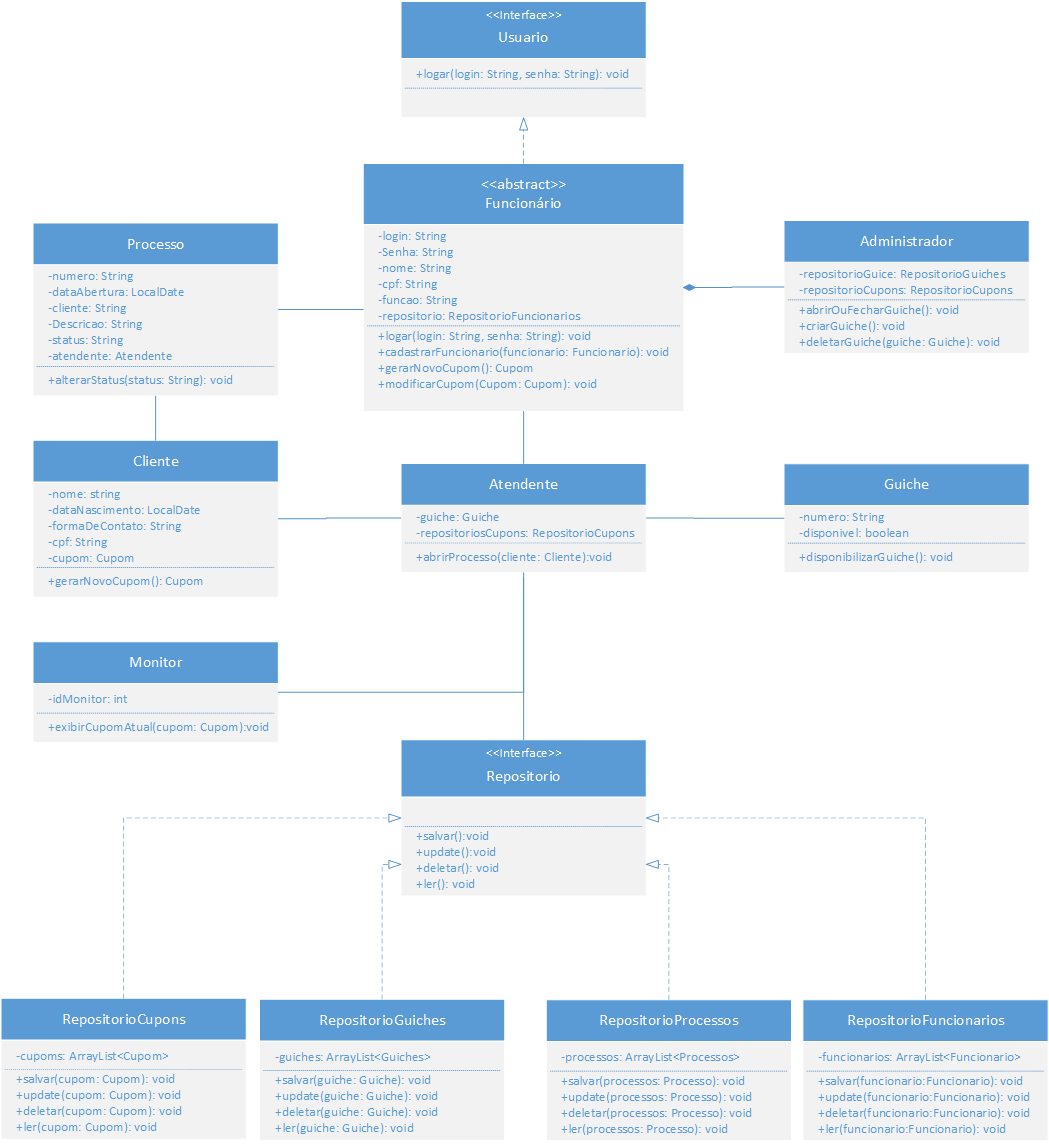 <<Interface>>
Usuario
+logar(login: String, senha: String): void
<<abstract>>
Funcionário
-login: String
-Senha: String
-nome: String
-cpf: String
-funcao: String
-repositorio: RepositorioFuncionarios
+logar(login: String, senha: String): void
+cadastrarFuncionario(funcionario: Funcionario): void
+gerarNovoCupom(): Cupom
+modificarCupom(Cupom: Cupom): void
Processo
-numero: String
-dataAbertura: LocalDate
-cliente: String
-Descricao: String
-status: String
-atendente: Atendente
+alterarStatus(status: String): void
Administrador
-repositorioGuice: RepositorioGuiches
-repositorioCupons: RepositorioCupons
+abrirOuFecharGuiche(): void
+criarGuiche(): void
+deletarGuiche(guiche: Guiche): void
Cliente
-nome: string
-dataNascimento: LocalDate
-formaDeContato: String
-cpf: String
-cupom: Cupom
+gerarNovoCupom(): Cupom
Atendente
-guiche: Guiche
-repositoriosCupons: RepositorioCupons
+abrirProcesso(cliente: Cliente):void
Guiche
-numero: String
-disponivel: boolean
+disponibilizarGuiche(): void
Monitor
-idMonitor: int
+exibirCupomAtual(cupom: Cupom):void
<<Interface>>
Repositorio
+salvar():void
+update():void
+deletar(): void
+ler(): void
RepositorioCupons
-cupoms: ArrayList<Cupom>
+salvar(cupom: Cupom): void
+update(cupom: Cupom): void
+deletar(cupom: Cupom): void
+ler(cupom: Cupom): void
RepositorioGuiches
-guiches: ArrayList<Guiches>
+salvar(guiche: Guiche): void
+update(guiche: Guiche): void
+deletar(guiche: Guiche): void
+ler(guiche: Guiche): void
RepositorioProcessos
-processos: ArrayList<Processos>
+salvar(processos: Processo): void
+update(processos: Processo): void
+deletar(processos: Processo): void
+ler(processos: Processo): void
RepositorioFuncionarios
-funcionarios: ArrayList<Funcionario>
+salvar(funcionario:Funcionario): void
+update(funcionario:Funcionario): void
+deletar(funcionario:Funcionario): void
+ler(funcionario:Funcionario): void